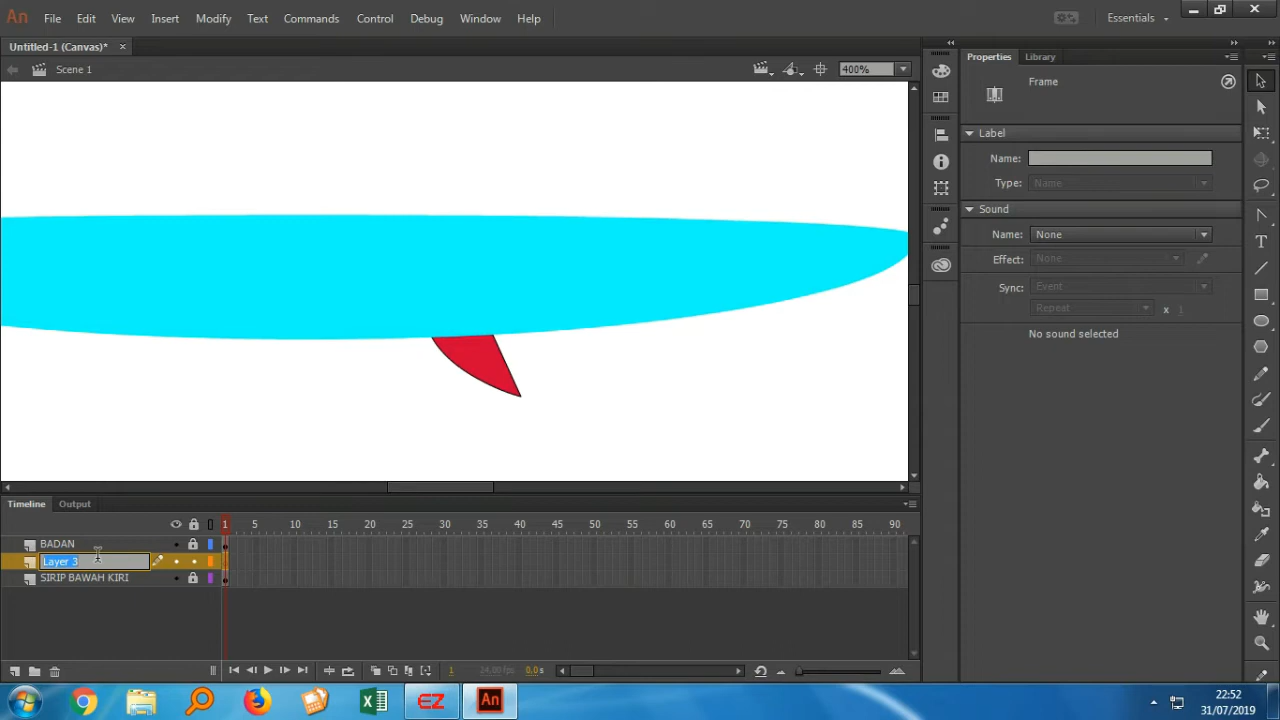 An File Edit View Insert Modify Text Commands Control Debug Window Help Essentials
Untitled-1 (Canvas)*
Scene 1 400%
Properties Library
Frame
Label
Name:
Type: Name
Sound
Name: None
Effect: None
Sync: Event
Repeat x 1
No sound selected
Timeline Output
1 5 10 15 20 25 30 35 40 45 50 55 60 65 70 75 80 85 90
BADAN
Layer 3
SIRIP BAWAH KIRI
1 24,00 fps 0,0 s
EZ An 22:52
31/07/2019